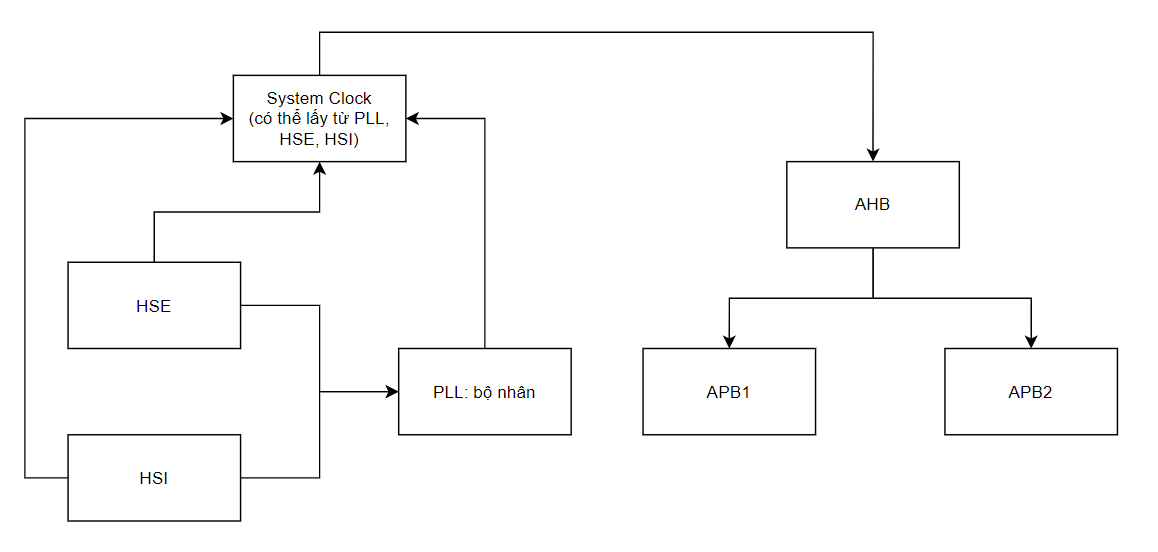 System Clock
(có thể lấy từ PLL,
HSE, HSI)
AHB
HSE
PLL: bộ nhân
APB1
APB2
HSI